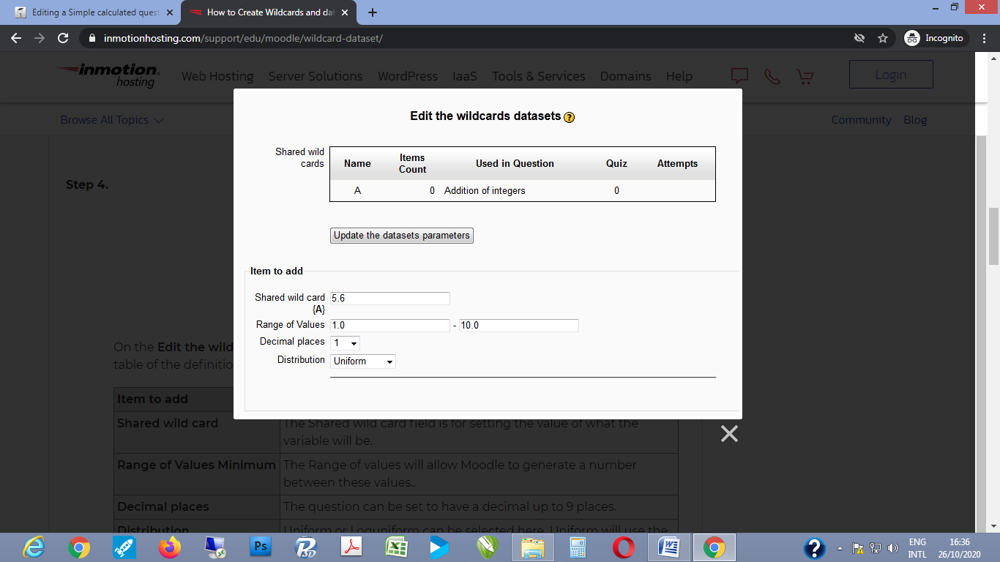 Editing a Simple calculated quest
How to Create Wildcards and dat
inmotionhosting.com/support/edu/moodle/wildcard-dataset/
Incognito
inmotion hosting
Web Hosting Server Solutions WordPress IaaS Tools & Services Domains Help
Login
Browse All Topics
Community Blog
Edit the wildcards datasets ?
Shared wild cards
Name Items Count Used in Question Quiz Attempts
A 0 Addition of integers 0
Update the datasets parameters
Item to add
Shared wild card {A} 5.6
Range of Values 1.0 - 10.0
Decimal places 1
Distribution Uniform
Step 4.
On the Edit the wild
table of the definitio
Item to add
Shared wild card The Shared wild card field is for setting the value of what the
variable will be.
Range of Values Minimum The Range of values will allow Moodle to generate a number
between these values..
Decimal places The question can be set to have a decimal up to 9 places.
Distribution Uniform or Loguniform can be selected here. Uniform will use the
Ps
ENG 16:36
INTL 26/10/2020